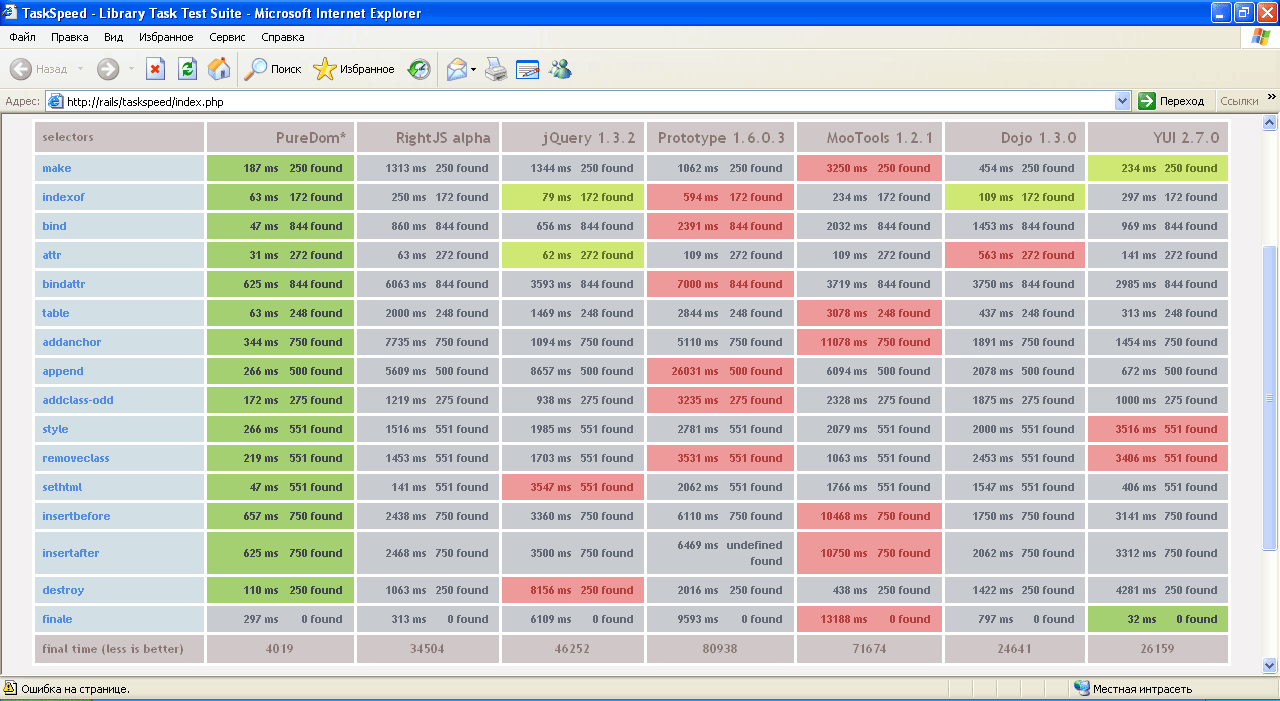 TaskSpeed - Library Task Test Suite - Microsoft Internet Explorer
Файл Правка Вид Избранное Сервис Справка
Назад Поиск Избранное
Адрес: http://rails/taskspeed/index.php Переход Ссылки »
selectors PureDom* RightJS alpha jQuery 1.3.2 Prototype 1.6.0.3 MooTools 1.2.1 Dojo 1.3.0 YUI 2.7.0
make 187 ms 250 found 1313 ms 250 found 1344 ms 250 found 1062 ms 250 found 3250 ms 250 found 454 ms 250 found 234 ms 250 found
indexof 63 ms 172 found 250 ms 172 found 79 ms 172 found 594 ms 172 found 234 ms 172 found 109 ms 172 found 297 ms 172 found
bind 47 ms 844 found 860 ms 844 found 656 ms 844 found 2391 ms 844 found 2032 ms 844 found 1453 ms 844 found 969 ms 844 found
attr 31 ms 272 found 63 ms 272 found 62 ms 272 found 109 ms 272 found 109 ms 272 found 563 ms 272 found 141 ms 272 found
bindattr 625 ms 844 found 6063 ms 844 found 3593 ms 844 found 7000 ms 844 found 3719 ms 844 found 3750 ms 844 found 2985 ms 844 found
table 63 ms 248 found 2000 ms 248 found 1469 ms 248 found 2844 ms 248 found 3078 ms 248 found 437 ms 248 found 313 ms 248 found
addanchor 344 ms 750 found 7735 ms 750 found 1094 ms 750 found 5110 ms 750 found 11078 ms 750 found 1891 ms 750 found 1454 ms 750 found
append 266 ms 500 found 5609 ms 500 found 8657 ms 500 found 26031 ms 500 found 6094 ms 500 found 2078 ms 500 found 672 ms 500 found
addclass-odd 172 ms 275 found 1219 ms 275 found 938 ms 275 found 3235 ms 275 found 2328 ms 275 found 1875 ms 275 found 1000 ms 275 found
style 266 ms 551 found 1516 ms 551 found 1985 ms 551 found 2781 ms 551 found 2079 ms 551 found 2000 ms 551 found 3516 ms 551 found
removeclass 219 ms 551 found 1453 ms 551 found 1703 ms 551 found 3531 ms 551 found 1063 ms 551 found 2453 ms 551 found 3406 ms 551 found
sethtml 47 ms 551 found 141 ms 551 found 3547 ms 551 found 2062 ms 551 found 1766 ms 551 found 1547 ms 551 found 406 ms 551 found
insertbefore 657 ms 750 found 2438 ms 750 found 3360 ms 750 found 6110 ms 750 found 10468 ms 750 found 1750 ms 750 found 3141 ms 750 found
insertafter 625 ms 750 found 2468 ms 750 found 3500 ms 750 found 6469 ms undefined found 10750 ms 750 found 2062 ms 750 found 3312 ms 750 found
destroy 110 ms 250 found 1063 ms 250 found 8156 ms 250 found 2016 ms 250 found 438 ms 250 found 1422 ms 250 found 4281 ms 250 found
finale 297 ms 0 found 313 ms 0 found 6109 ms 0 found 9593 ms 0 found 13188 ms 0 found 797 ms 0 found 32 ms 0 found
final time (less is better) 4019 34504 46252 80938 71674 24641 26159
Ошибка на странице. Местная интрасеть